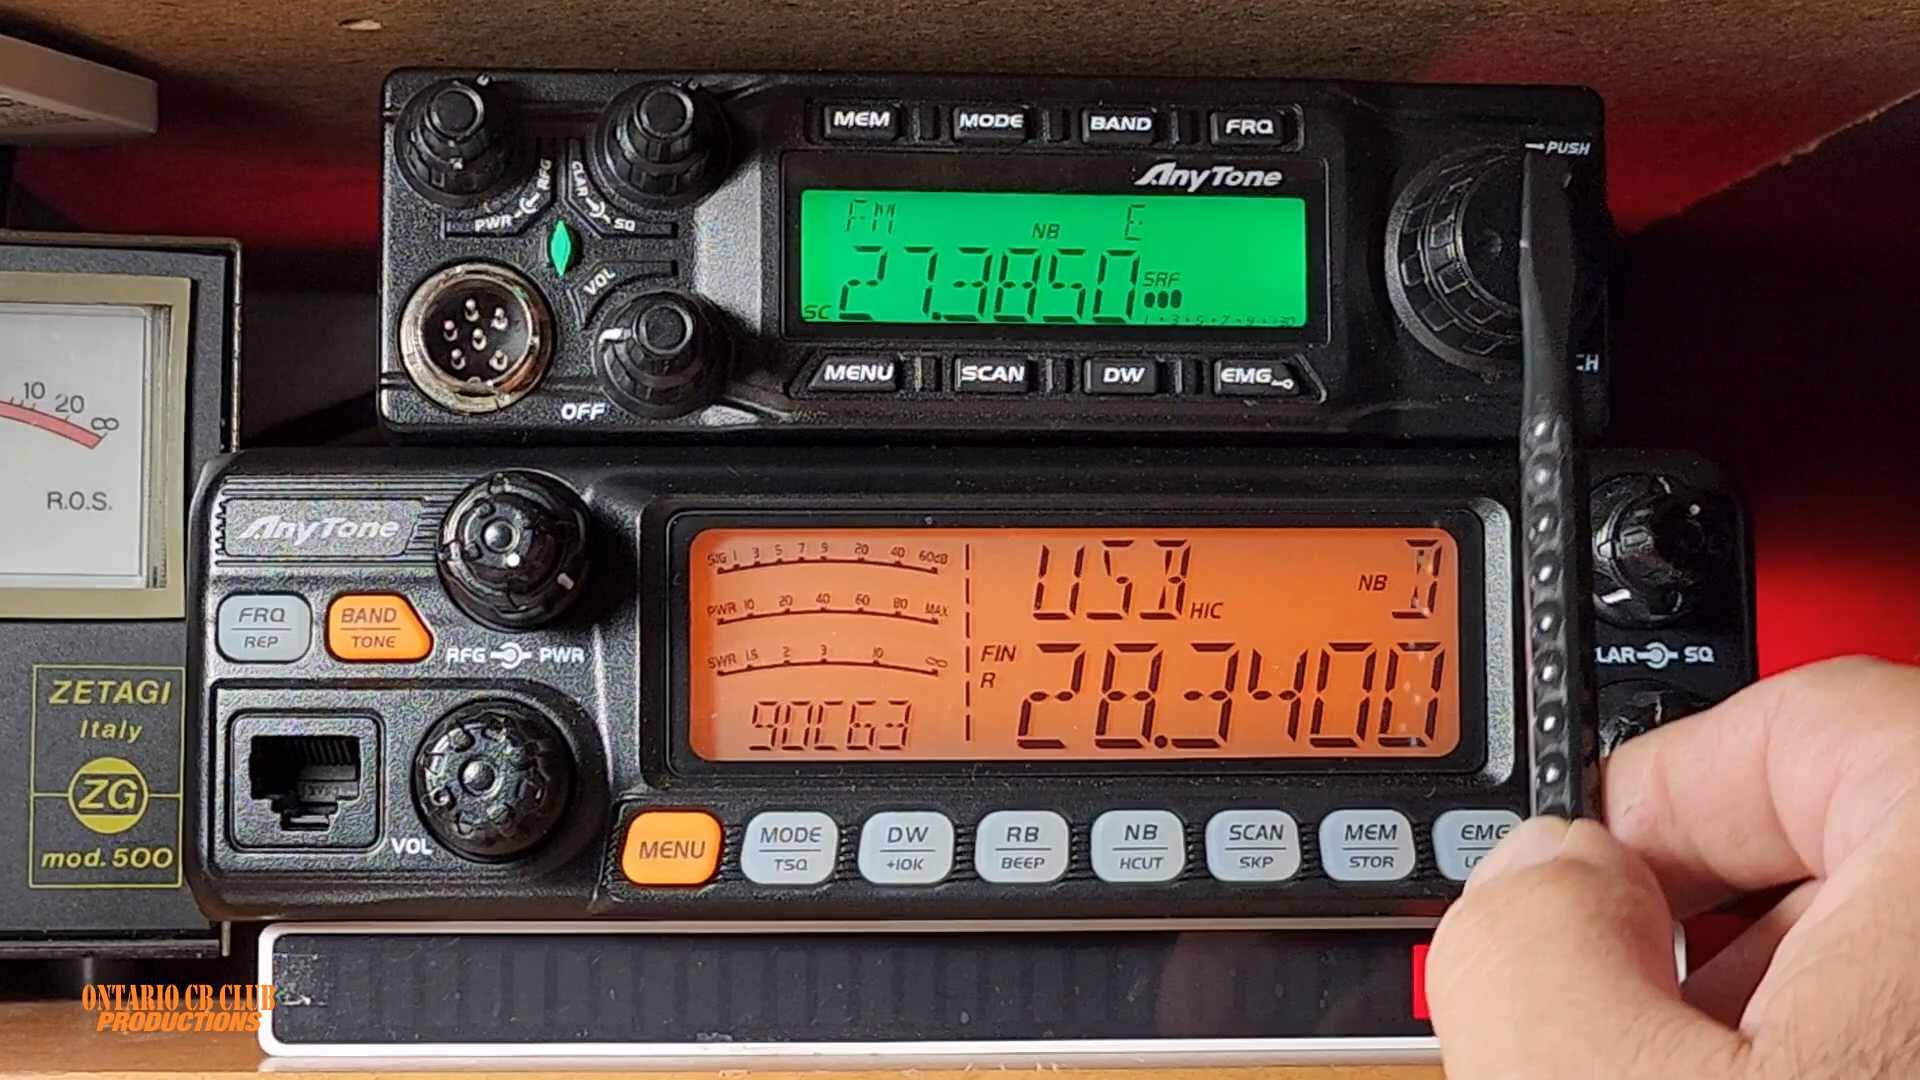 MEM MODE BAND FRQ
PUSH
AnyTone
RFG CLAR
PWR SQ
FM NB E
27.3850 SRF
SC 1 3 5 7 9 +30
VOL
OFF
MENU SCAN DW EMG
CH
10 20 ∞
R.O.S.
ZETAGI
Italy
ZG
mod. 500
AnyTone
FRQ
REP
BAND
TONE
RFG PWR
VOL
SIG 1 3 5 7 9 20 40 60dB
PWR 10 20 40 60 80 MAX
SWR 1.5 2 3 10 ∞
90C63
USB HIC NB D
FIN
R
28.3400
LAR SQ
MENU
MODE
TSQ
DW
+10K
RB
BEEP
NB
HCUT
SCAN
SKP
MEM
STOR
EMG
ONTARIO CB CLUB
PRODUCTIONS